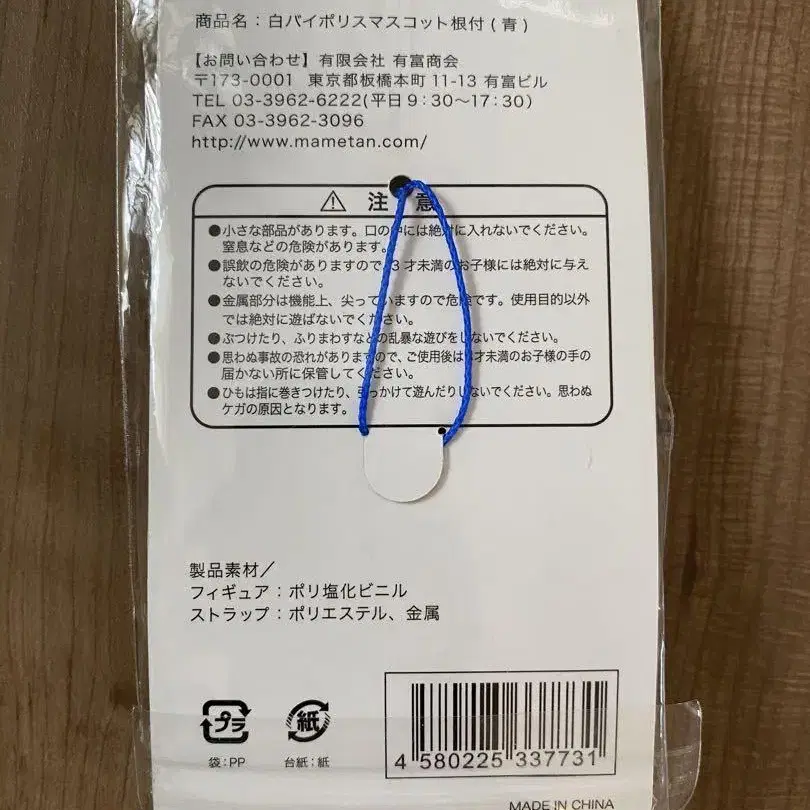 商品名：白バイポリスマスコット根付(青)
【お問い合わせ】有限会社 有富商会
〒173-0001 東京都板橋本町 11-13 有富ビル
TEL 03-3962-6222(平日9：30〜17：30)
FAX 03-3962-3096
http://www.mametan.com/
⚠ 注 意
●小さな部品があります。口の中には絶対に入れないでください。
窒息などの危険があります。
●誤飲の危険がありますので、3才未満のお子様には絶対に与え
ないでください。
●金属部分は機能上、尖っていますので危険です。使用目的以外
では絶対に遊ばないでください。
●ぶつけたり、ふりまわすなどの乱暴な遊びをしないでください。
●思わぬ事故の恐れがありますので、ご使用後は3才未満のお子様の手の
届かない所に保管してください。
●ひもは指に巻きつけたり、引っかけて遊んだりしないでください。思わぬ
ケガの原因となります。
製品素材／
フィギュア：ポリ塩化ビニル
ストラップ：ポリエステル、金属
プラ 紙
袋：PP 台紙：紙
4 580225 337731
MADE IN CHINA